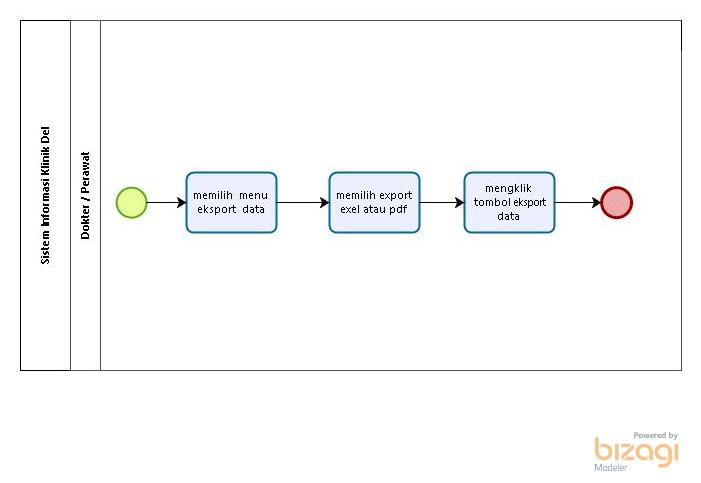 Sistem Informasi Klinik Del
Dokter / Perawat
memilih menu
eksport data
memilih export
exel atau pdf
mengklik
tombol eksport
data
Powered by
bizagi
Modeler